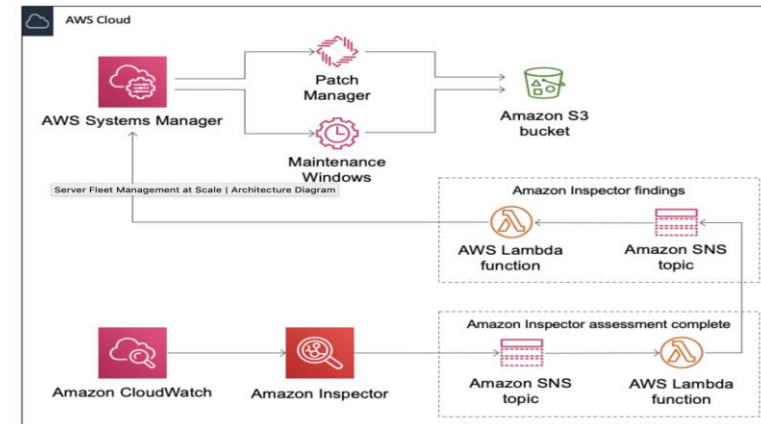 AWS Cloud
AWS Systems Manager
Patch
Manager
Maintenance
Windows
Amazon S3
bucket
Server Fleet Management at Scale | Architecture Diagram
Amazon Inspector findings
AWS Lambda
function
Amazon SNS
topic
Amazon CloudWatch
Amazon Inspector
Amazon Inspector assessment complete
Amazon SNS
topic
AWS Lambda
function